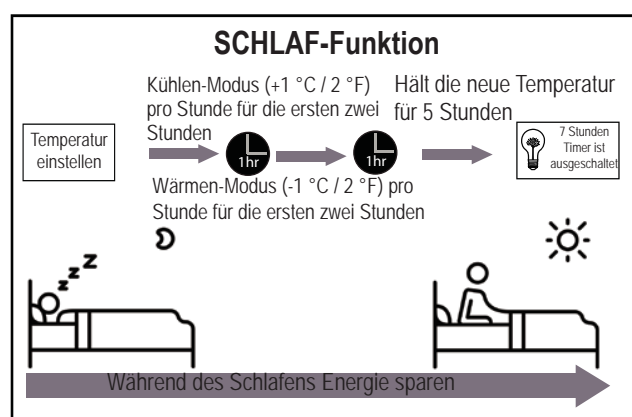 SCHLAF-Funktion
Kühlen-Modus (+1 °C / 2 °F)
pro Stunde für die ersten zwei
Stunden
Hält die neue Temperatur
für 5 Stunden
Temperatur
einstellen
1hr
1hr
7 Stunden
Timer ist
ausgeschaltet
Wärmen-Modus (-1 °C / 2 °F) pro
Stunde für die ersten zwei Stunden
z z z
Während des Schlafens Energie sparen